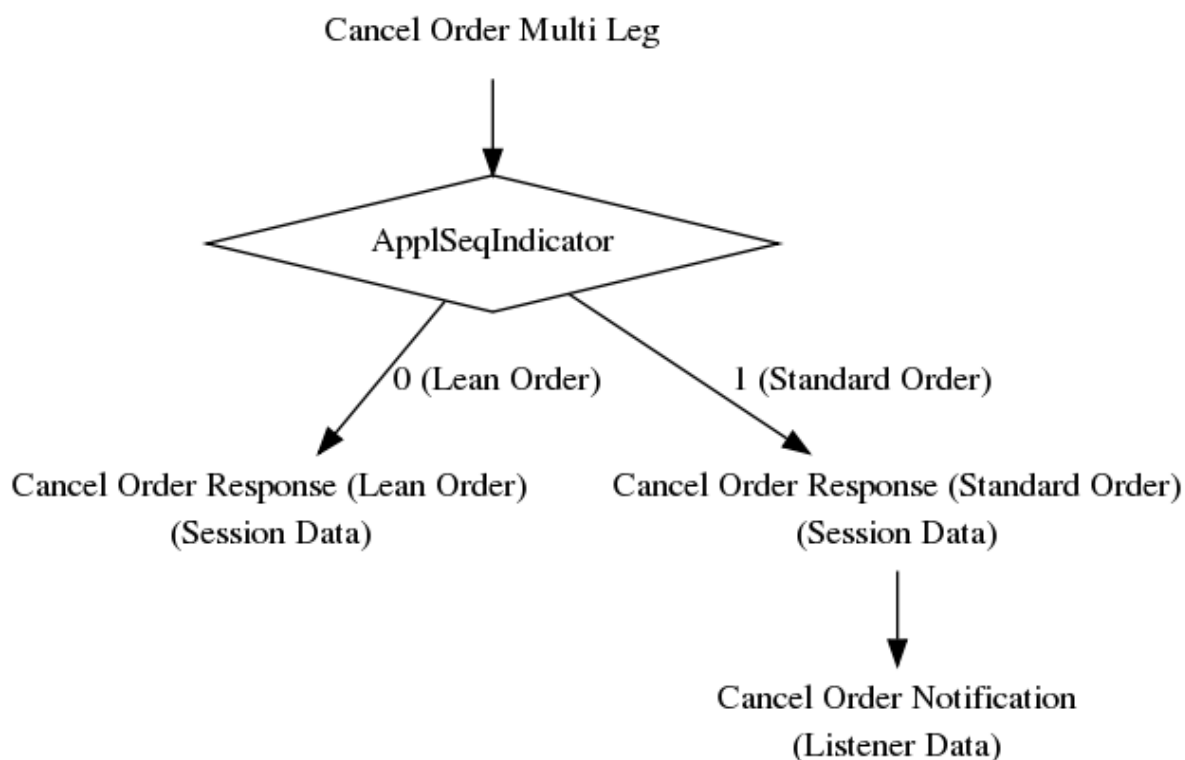 Cancel Order Multi Leg
ApplSeqIndicator
0 (Lean Order)
1 (Standard Order)
Cancel Order Response (Lean Order)
(Session Data)
Cancel Order Response (Standard Order)
(Session Data)
Cancel Order Notification
(Listener Data)